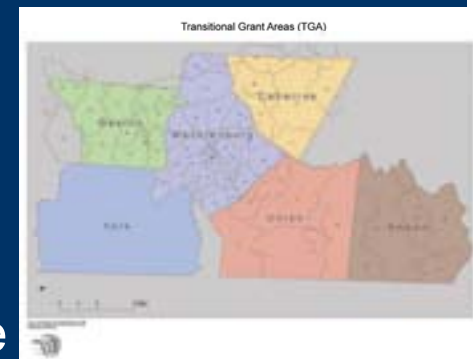 Transitional Grant Areas (TGA)
Gaston
Mecklenburg
Cabarrus
York
Union
Anson
e